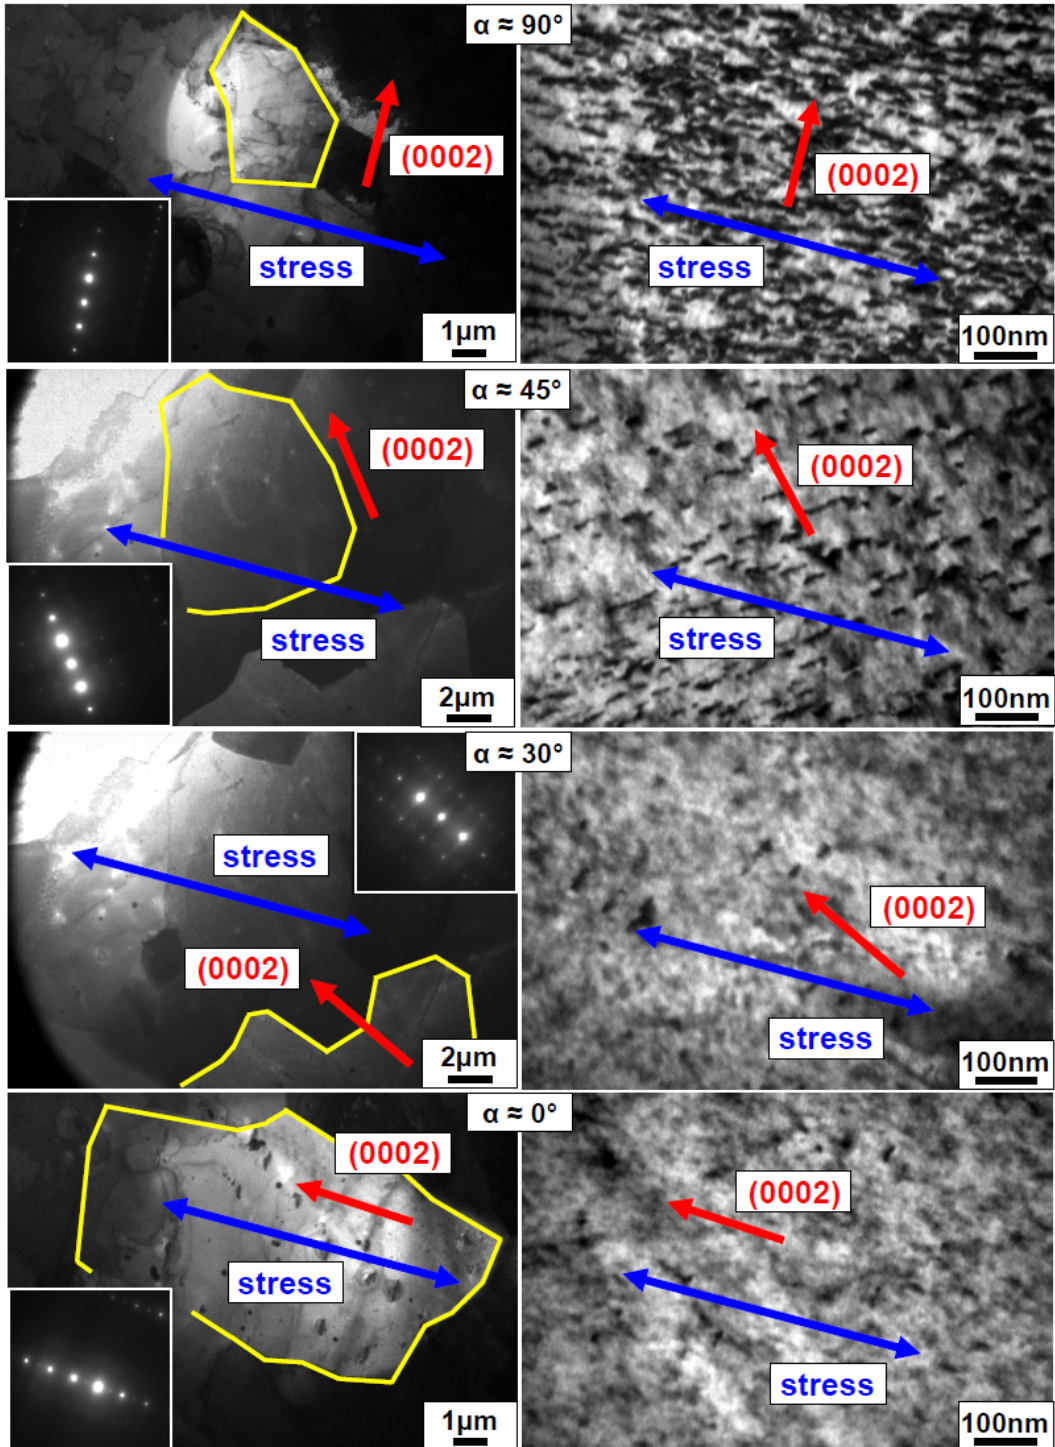 α ≈ 90°
(0002)
(0002)
stress
stress
1µm
100nm
α ≈ 45°
(0002)
(0002)
stress
stress
2µm
100nm
α ≈ 30°
stress
(0002)
(0002)
stress
2µm
100nm
α ≈ 0°
(0002)
(0002)
stress
stress
1µm
100nm